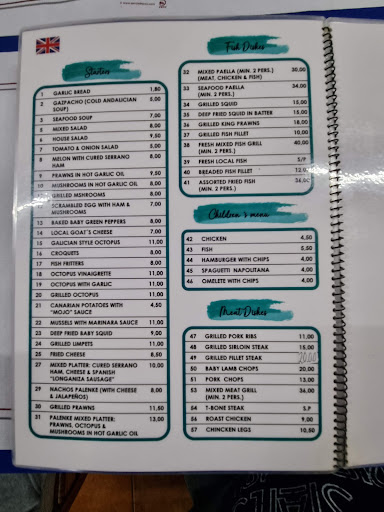 Starters
1 GARLIC BREAD 1,80
2 GAZPACHO (COLD ANDALUCIAN SOUP) 5,00
3 SEAFOOD SOUP 7,00
5 MIXED SALAD 8,00
6 HOUSE SALAD 9,50
7 TOMATO & ONION SALAD 5,00
8 MELON WITH CURED SERRANO HAM 8,00
9 PRAWNS IN HOT GARLIC OIL 9,50
10 MUSHROOMS IN HOT GARLIC OIL 8,00
GRILLED MSHROOMS 8,00
SCRAMBLED EGG WITH HAM & MUSHROOMS 8,00
13 BAKED BABY GREEN PEPPERS 8,00
14 LOCAL GOAT´S CHEESE 7,00
15 GALICIAN STYLE OCTOPUS 11,00
16 CROQUETS 8,00
17 FISH FRITTERS 8,00
18 OCTOPUS VINAIGRETTE 11,00
19 OCTOPUS WITH GARLIC 11,00
20 GRILLED OCTOPUS 11,00
21 CANARIAN POTATOES WITH "MOJO" SAUCE 4,50
22 MUSSELS WITH MARINARA SAUCE 11,00
23 DEEP FRIED BABY SQUID 9,00
24 GRILLED LIMPETS 11,00
25 FRIED CHEESE 8,50
27 MIXED PLATTER: CURED SERRANO HAM, CHEESE & SPANISH "LONGANIZA SAUSAGE" 13,00
29 NACHOS PALENKE (WITH CHEESE & JALAPEÑOS) 8,00
30 GRILLED PRAWNS 11,50
31 PALENKE MIXED PLATTER: PRAWNS, OCTOPUS & MUSHROOMS IN HOT GARLIC OIL 13,00
Fish Dishes
32 MIXED PAELLA (MIN. 2 PERS.) (MEAT, CHICKEN & FISH) 30,00
33 SEAFOOD PAELLA (MIN. 2 PERS.) 34,00
34 GRILLED SQUID 15,00
35 DEEP FRIED SQUID IN BATTER 15,00
36 GRILLED KING PRAWNS 18,00
37 GRILLED FISH FILLET 10,00
38 FRESH MIXED FISH GRILL (MIN. 2 PERS.) 40,00
39 FRESH LOCAL FISH S/P
40 BREADED FISH FILLET
41 ASSORTED FRIED FISH (MIN. 2 PERS.)
Children´s menu
42 CHICKEN 4,50
43 FISH 5,50
44 HAMBURGER WITH CHIPS 4,00
45 SPAGUETTI NAPOLITANA 4,00
46 OMELETE WITH CHIPS 4,00
Meat Dishes
47 GRILLED PORK RIBS 11,00
48 GRILLED SIRLOIN STEAK 15,00
49 GRILLED FILLET STEAK 20,00
50 BABY LAMB CHOPS 20,00
51 PORK CHOPS 13,00
53 MIXED MEAT GRILL (MIN. 2 PERS.) 36,00
54 T-BONE STEAK S.P
56 ROAST CHICKEN 9,00
57 CHINCKEN LEGS 10,50